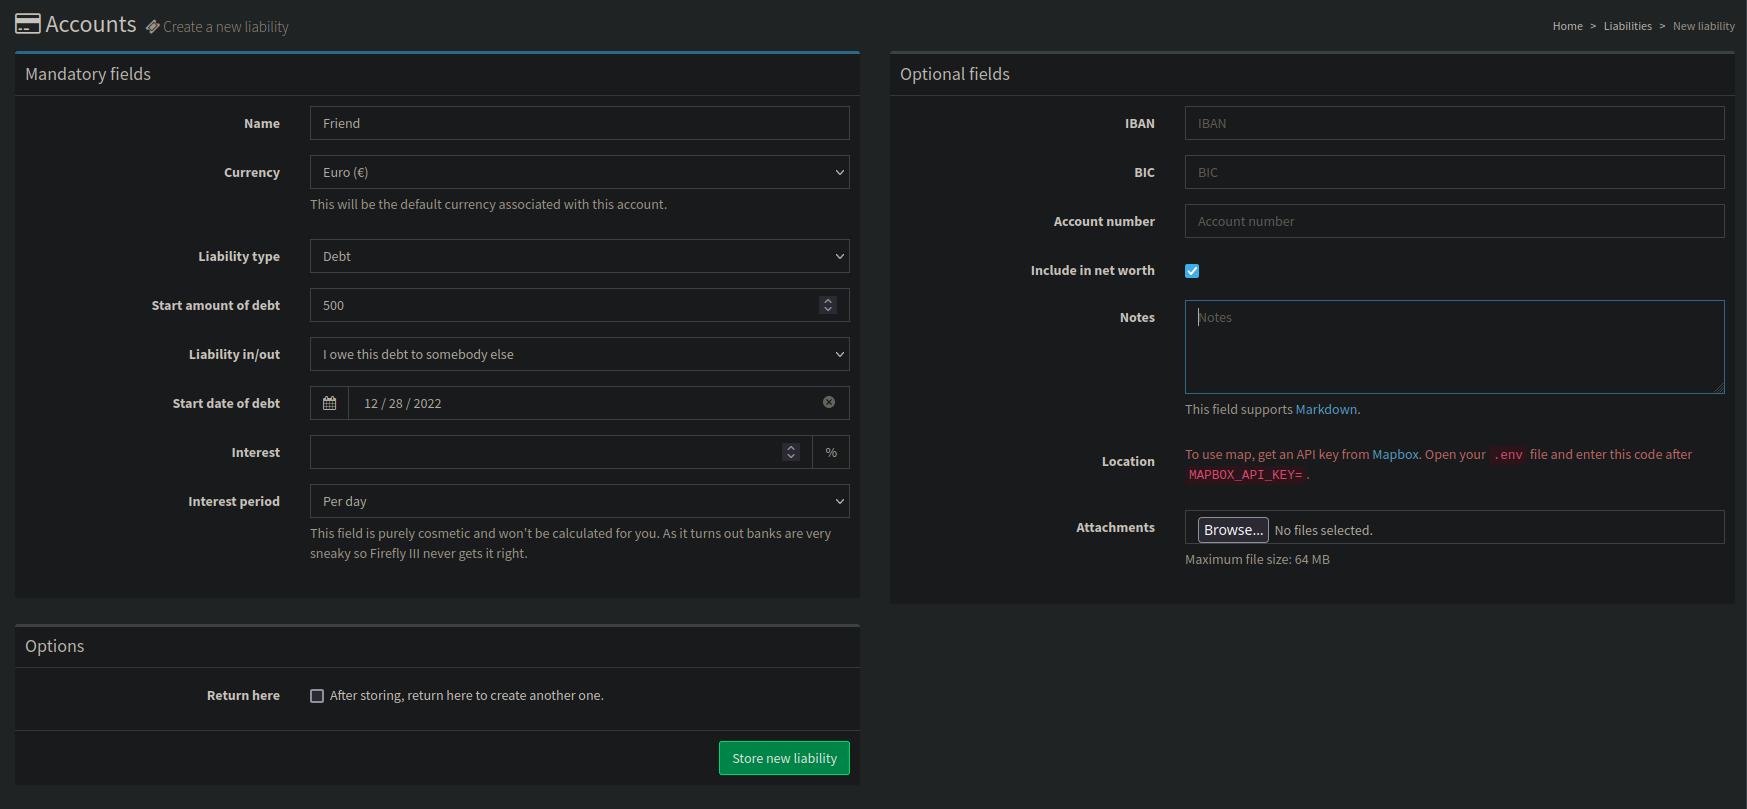 Accounts Create a new liability
Home > Liabilities > New liability
Mandatory fields
Name
Friend
Currency
Euro (€)
This will be the default currency associated with this account.
Liability type
Debt
Start amount of debt
500
Liability in/out
I owe this debt to somebody else
Start date of debt
12 / 28 / 2022
Interest
%
Interest period
Per day
This field is purely cosmetic and won't be calculated for you. As it turns out banks are very
sneaky so Firefly III never gets it right.
Optional fields
IBAN
IBAN
BIC
BIC
Account number
Account number
Include in net worth
Notes
Notes
This field supports Markdown.
Location
To use map, get an API key from Mapbox. Open your .env file and enter this code after
MAPBOX_API_KEY= .
Attachments
Browse... No files selected.
Maximum file size: 64 MB
Options
Return here
After storing, return here to create another one.
Store new liability